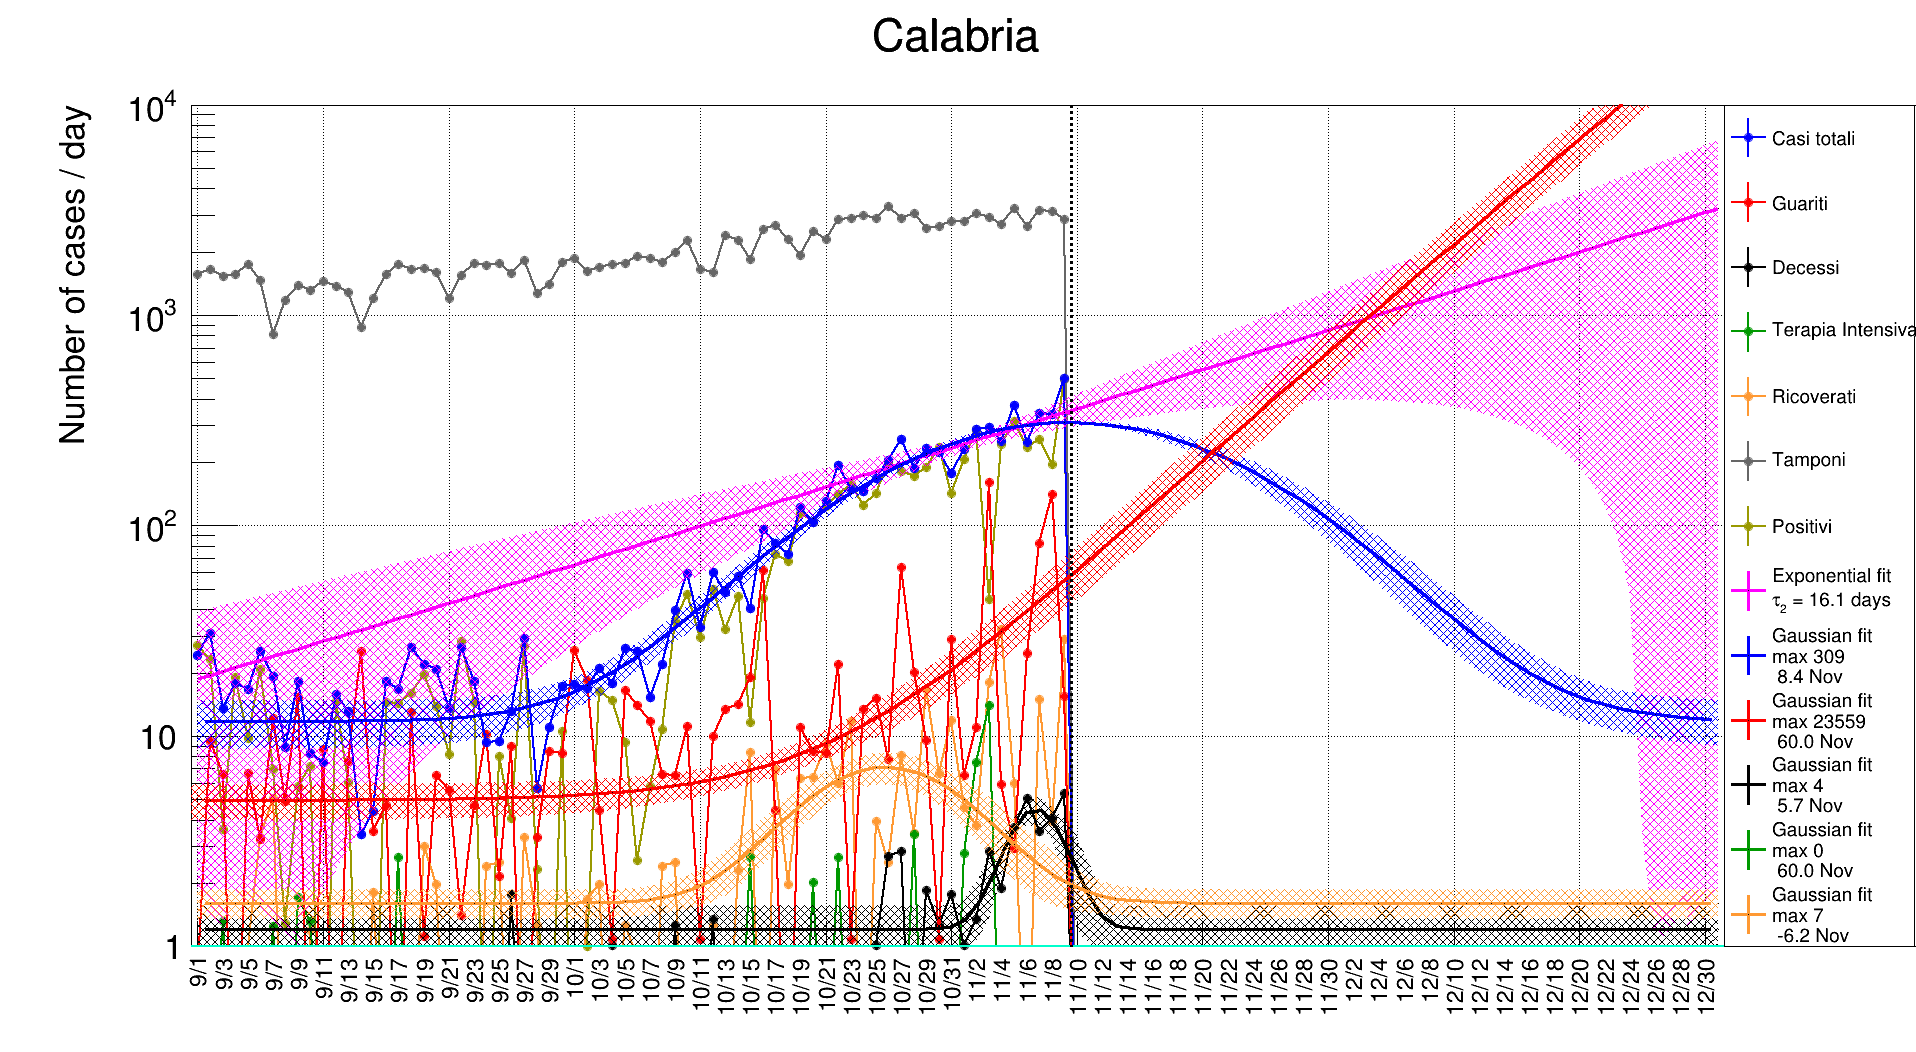 Calabria
Number of cases / day
10^4
10^3
10^2
10
1
9/1
9/3
9/5
9/7
9/9
9/11
9/13
9/15
9/17
9/19
9/21
9/23
9/25
9/27
9/29
10/1
10/3
10/5
10/7
10/9
10/11
10/13
10/15
10/17
10/19
10/21
10/23
10/25
10/27
10/29
10/31
11/2
11/4
11/6
11/8
11/10
11/12
11/14
11/16
11/18
11/20
11/22
11/24
11/26
11/28
11/30
12/2
12/4
12/6
12/8
12/10
12/12
12/14
12/16
12/18
12/20
12/22
12/24
12/26
12/28
12/30
Casi totali
Guariti
Decessi
Terapia Intensiva
Ricoverati
Tamponi
Positivi
Exponential fit
τ2 = 16.1 days
Gaussian fit
max 309
8.4 Nov
Gaussian fit
max 23559
60.0 Nov
Gaussian fit
max 4
5.7 Nov
Gaussian fit
max 0
60.0 Nov
Gaussian fit
max 7
-6.2 Nov